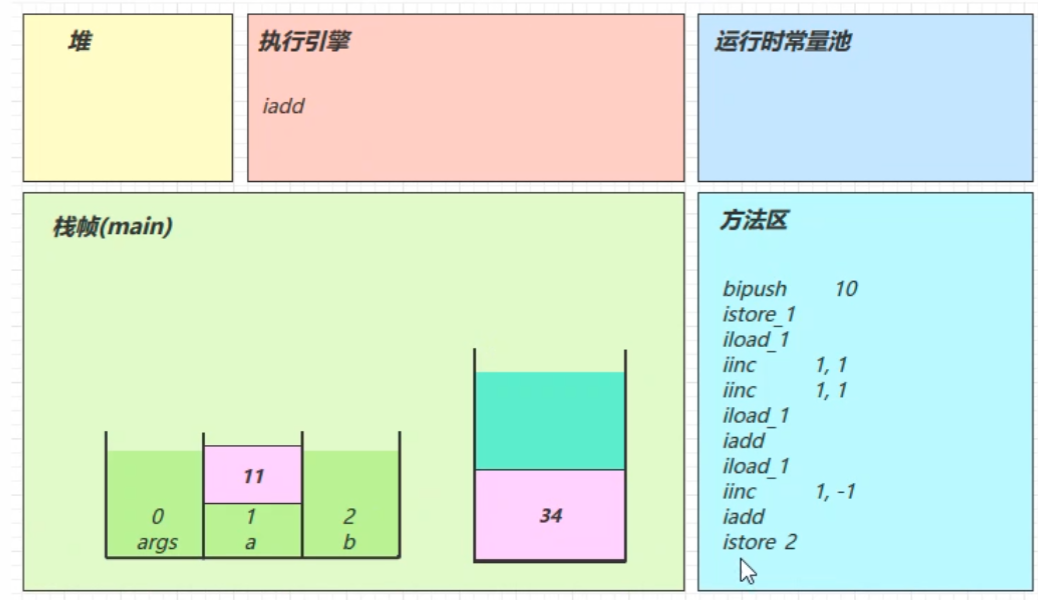 堆
执行引擎
iadd
运行时常量池
栈帧(main)
11
0 1 2
args a b
34
方法区
bipush 10
istore_1
iload_1
iinc 1, 1
iinc 1, 1
iload_1
iadd
iload_1
iinc 1, -1
iadd
istore 2